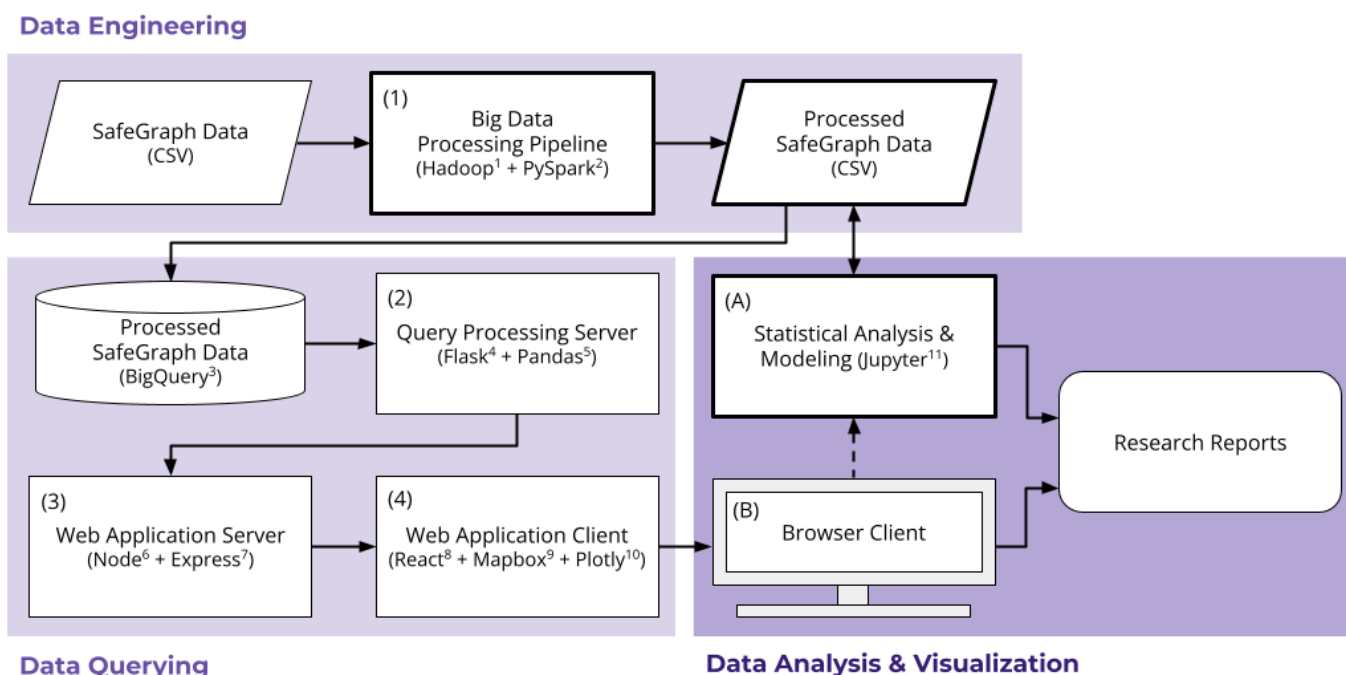 Data Engineering
SafeGraph Data
(CSV)
(1)
Big Data
Processing Pipeline
(Hadoop¹ + PySpark²)
Processed
SafeGraph Data
(CSV)
Processed
SafeGraph Data
(BigQuery³)
(2)
Query Processing Server
(Flask⁴ + Pandas⁵)
(A)
Statistical Analysis &
Modeling (Jupyter¹¹)
Research Reports
(3)
Web Application Server
(Node⁶ + Express⁷)
(4)
Web Application Client
(React⁸ + Mapbox⁹ + Plotly¹⁰)
(B)
Browser Client
Data Querying
Data Analysis & Visualization